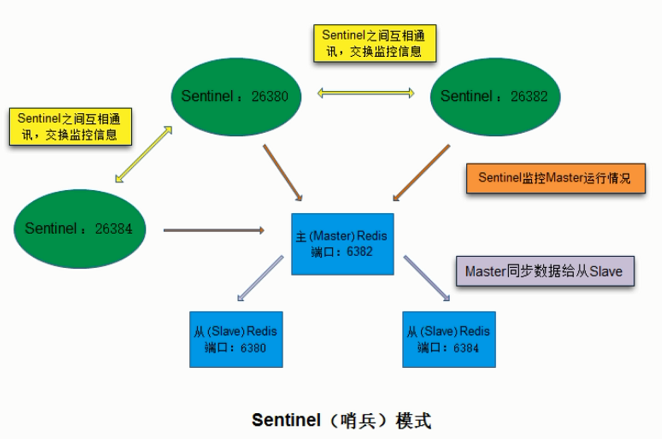 Sentinel之间互相通
讯，交换监控信息
Sentinel：26380
Sentinel：26382
Sentinel之间互相通
讯，交换监控信息
Sentinel监控Master运行情况
Sentinel：26384
主(Master)Redis
端口：6382
Master同步数据给从Slave
从(Slave)Redis
端口：6380
从(Slave)Redis
端口：6384
Sentinel（哨兵）模式